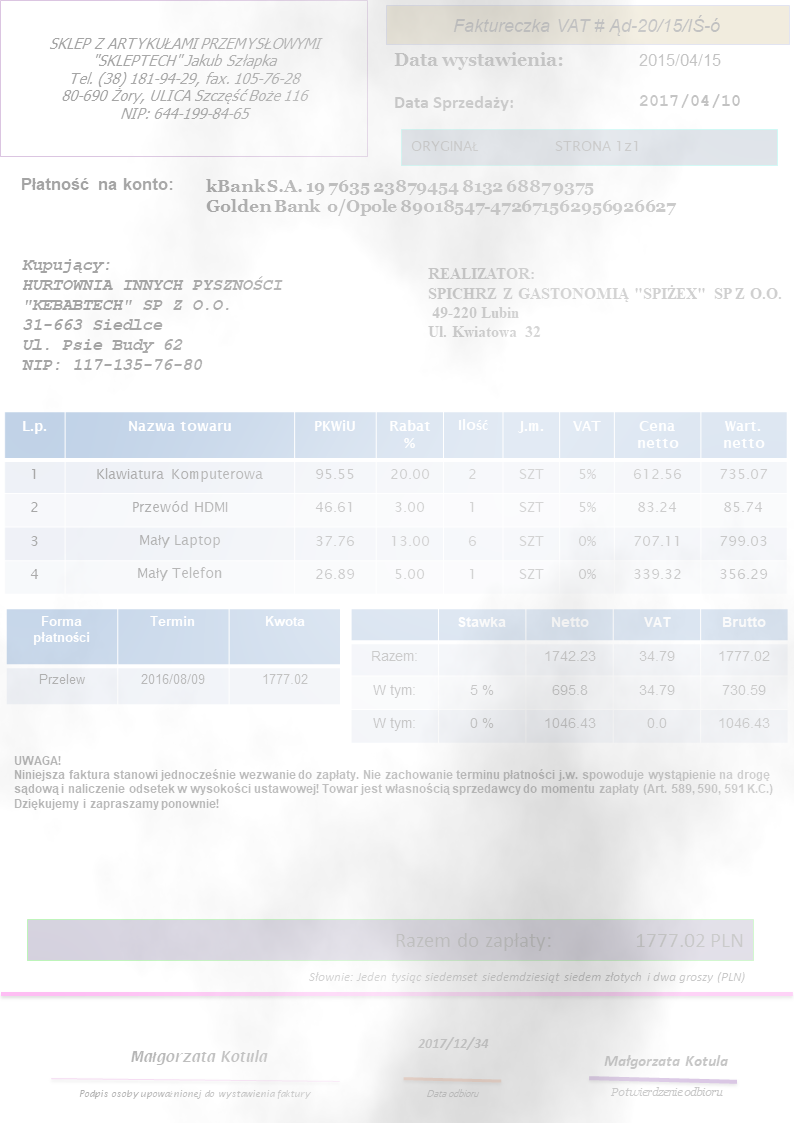 SKLEP Z ARTYKUŁAMI PRZEMYSŁOWYMI
"SKLEPTECH" Jakub Szłapka
Tel. (38) 181-94-29, fax. 105-76-28
80-690 Żory, ULICA Szczęść Boże 116
NIP: 644-199-84-65
Faktureczka VAT # Ąd-20/15/IŚ-ó
Data wystawienia: 2015/04/15
Data Sprzedaży: 2017/04/10
ORYGINAŁ STRONA 1 z 1
Płatność na konto: kBank S.A. 19 7635 23879454 8132 6887 9375
Golden Bank o/Opole 89018547-472671562956926627
Kupujący:
HURTOWNIA INNYCH PYSZNOŚCI
"KEBABTECH" SP Z O.O.
31-663 Siedlce
Ul. Psie Budy 62
NIP: 117-135-76-80
REALIZATOR:
SPICHRZ Z GASTONOMIĄ "SPIŻEX" SP Z O.O.
49-220 Lubin
Ul. Kwiatowa 32
L.p. Nazwa towaru PKWiU Rabat % Ilość J.m. VAT Cena netto Wart. netto
1 Klawiatura Komputerowa 95.55 20.00 2 SZT 5% 612.56 735.07
2 Przewód HDMI 46.61 3.00 1 SZT 5% 83.24 85.74
3 Mały Laptop 37.76 13.00 6 SZT 0% 707.11 799.03
4 Mały Telefon 26.89 5.00 1 SZT 0% 339.32 356.29
Forma płatności Termin Kwota
Przelew 2016/08/09 1777.02
Stawka Netto VAT Brutto
Razem: 1742.23 34.79 1777.02
W tym: 5 % 695.8 34.79 730.59
W tym: 0 % 1046.43 0.0 1046.43
UWAGA!
Niniejsza faktura stanowi jednocześnie wezwanie do zapłaty. Nie zachowanie terminu płatności j.w. spowoduje wystąpienie na drogę
sądową i naliczenie odsetek w wysokości ustawowej! Towar jest własnością sprzedawcy do momentu zapłaty (Art. 589, 590, 591 K.C.)
Dziękujemy i zapraszamy ponownie!
Razem do zapłaty: 1777.02 PLN
Słownie: Jeden tysiąc siedemset siedemdziesiąt siedem złotych i dwa groszy (PLN)
Małgorzata Kotula
Podpis osoby upoważnionej do wystawienia faktury
2017/12/34
Data odbioru
Małgorzata Kotula
Potwierdzenie odbioru